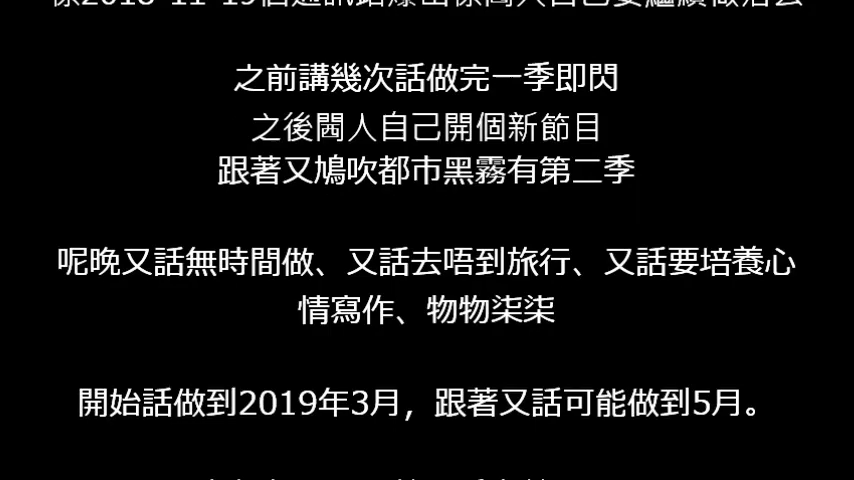 之前講幾次話做完一季即閃
之後閪人自己開個新節目
跟著又鳩吹都市黑霧有第二季
呢晚又話無時間做、又話去唔到旅行、又話要培養心
情寫作、物物柒柒
開始話做到2019年3月，跟著又話可能做到5月。